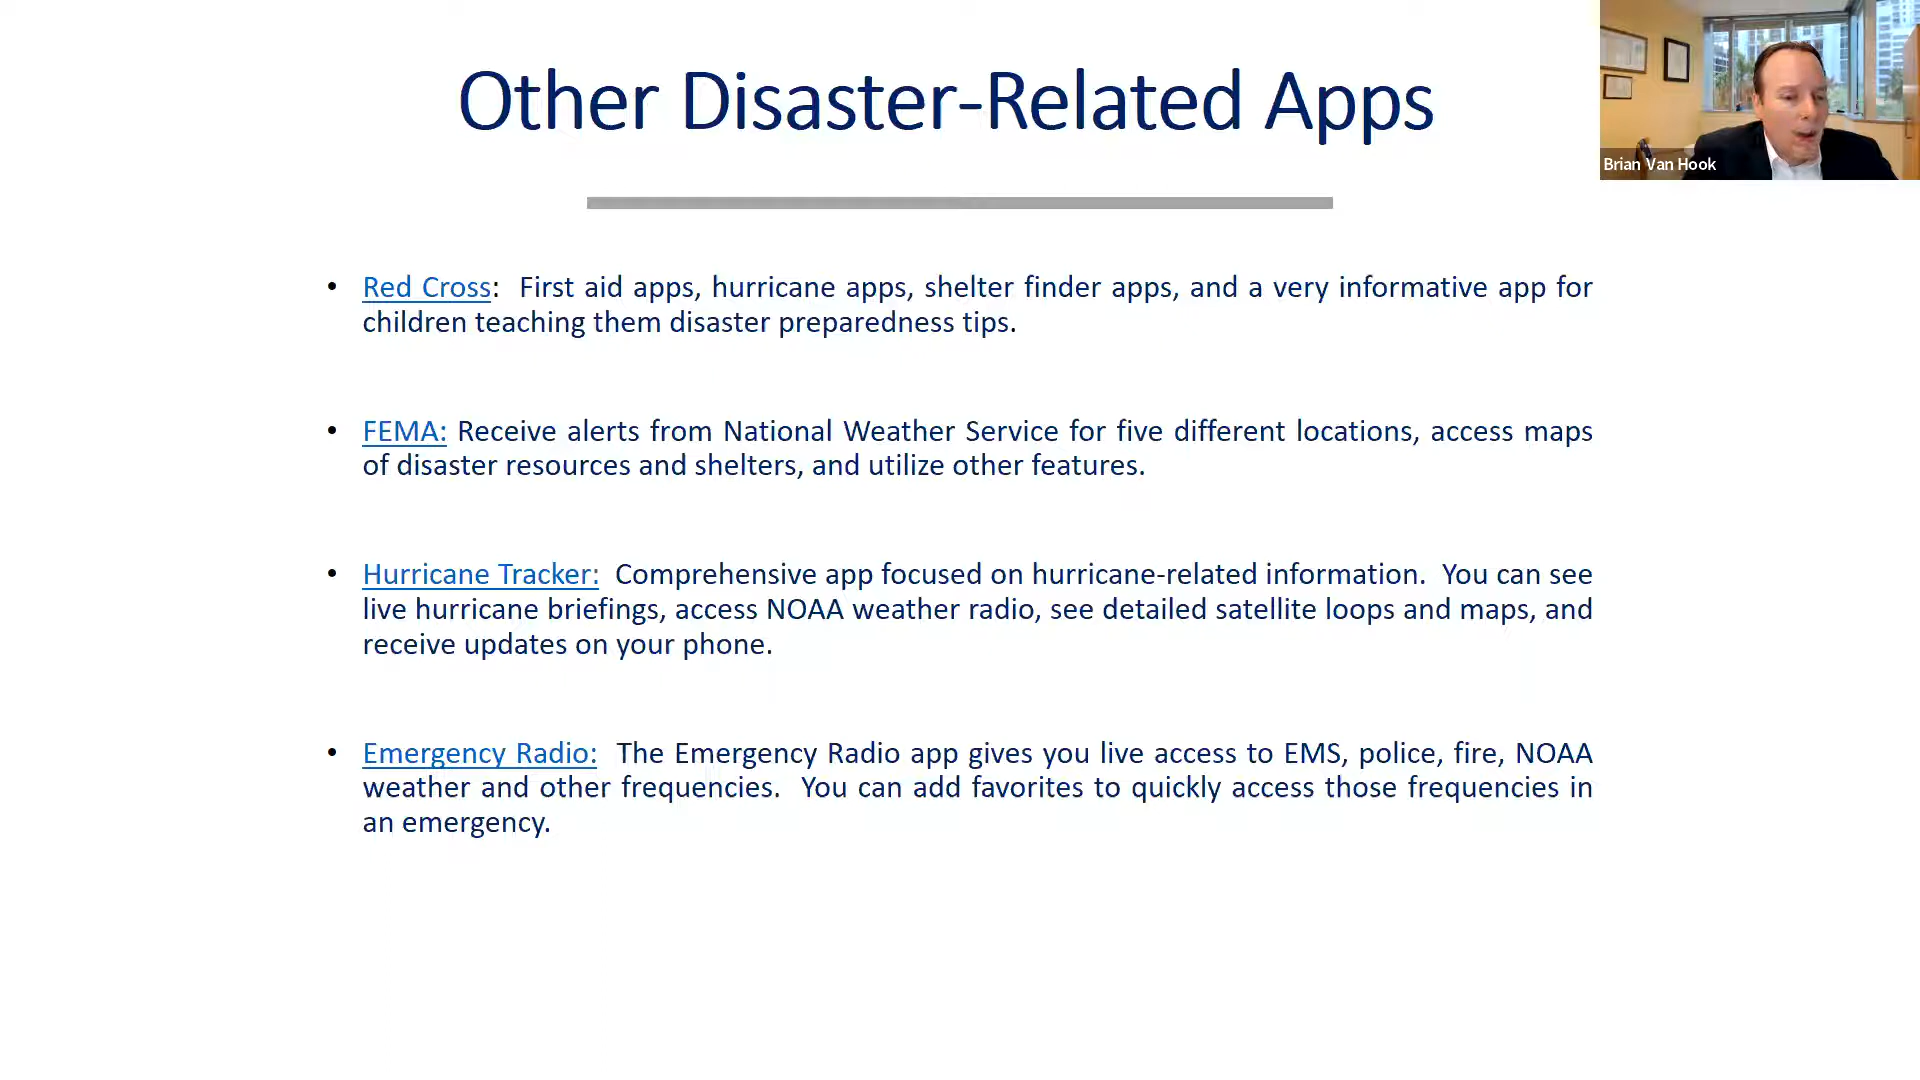 Other Disaster-Related Apps
Brian Van Hook
• Red Cross:  First aid apps, hurricane apps, shelter finder apps, and a very informative app for
children teaching them disaster preparedness tips.
• FEMA: Receive alerts from National Weather Service for five different locations, access maps
of disaster resources and shelters, and utilize other features.
• Hurricane Tracker:  Comprehensive app focused on hurricane-related information.  You can see
live hurricane briefings, access NOAA weather radio, see detailed satellite loops and maps, and
receive updates on your phone.
• Emergency Radio:  The Emergency Radio app gives you live access to EMS, police, fire, NOAA
weather and other frequencies.  You can add favorites to quickly access those frequencies in
an emergency.